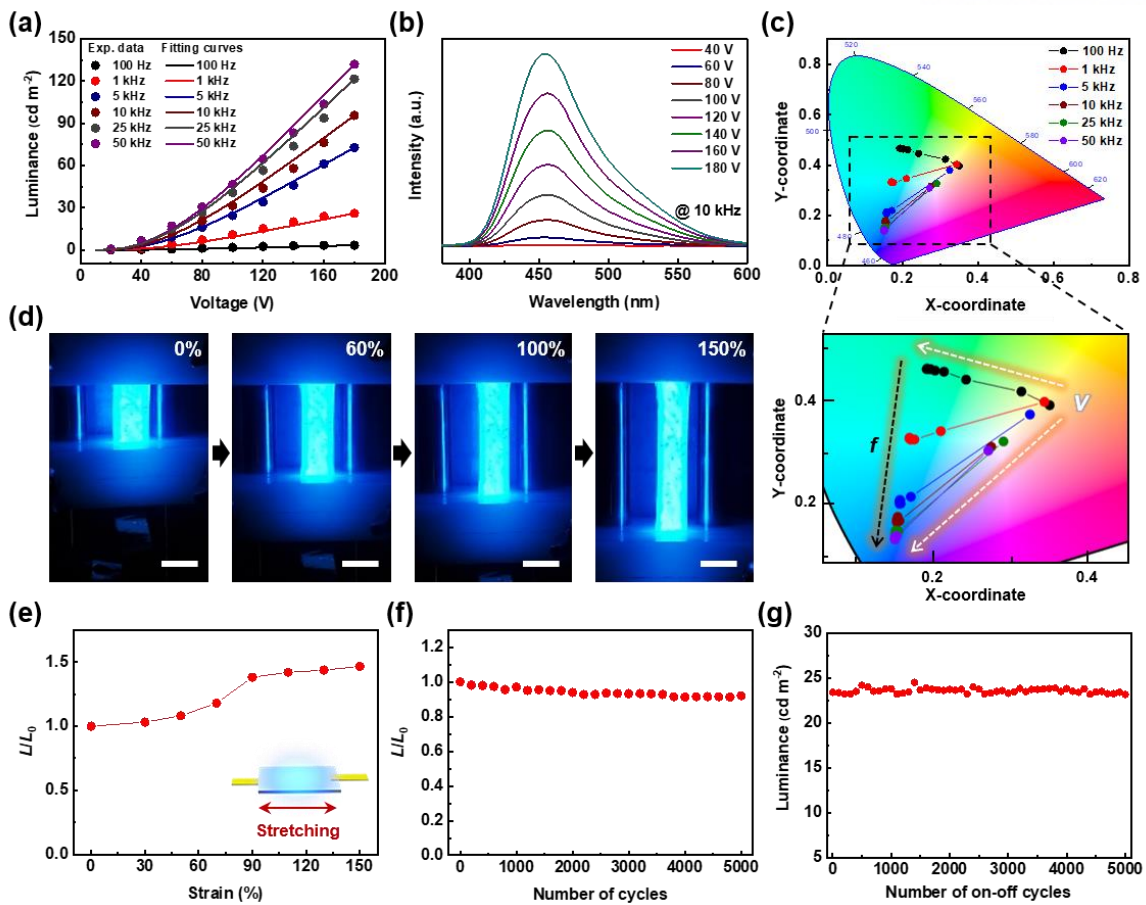 (a)
Exp. data Fitting curves
100 Hz 100 Hz
1 kHz 1 kHz
5 kHz 5 kHz
10 kHz 10 kHz
25 kHz 25 kHz
50 kHz 50 kHz
150
120
90
60
30
0
Luminance (cd m-2)
0 40 80 120 160 200
Voltage (V)
(b)
Intensity (a.u.)
40 V
60 V
80 V
100 V
120 V
140 V
160 V
180 V
@ 10 kHz
400 450 500 550 600
Wavelength (nm)
(c)
100 Hz
1 kHz
5 kHz
10 kHz
25 kHz
50 kHz
520
540
560
500
580
600
620
480
460
0.8
0.6
0.4
0.2
0.0
Y-coordinate
0.0 0.2 0.4 0.6 0.8
X-coordinate
V
f
0.4
0.2
Y-coordinate
0.2 0.4
X-coordinate
(d)
0%
60%
100%
150%
(e)
1.5
1.0
0.5
0.0
L/L0
Stretching
0 30 60 90 120 150
Strain (%)
(f)
1.2
1.0
0.8
0.6
0.4
0.2
0.0
L/L0
0 1000 2000 3000 4000 5000
Number of cycles
(g)
30
25
20
15
10
5
Luminance (cd m-2)
0 1000 2000 3000 4000 5000
Number of on-off cycles